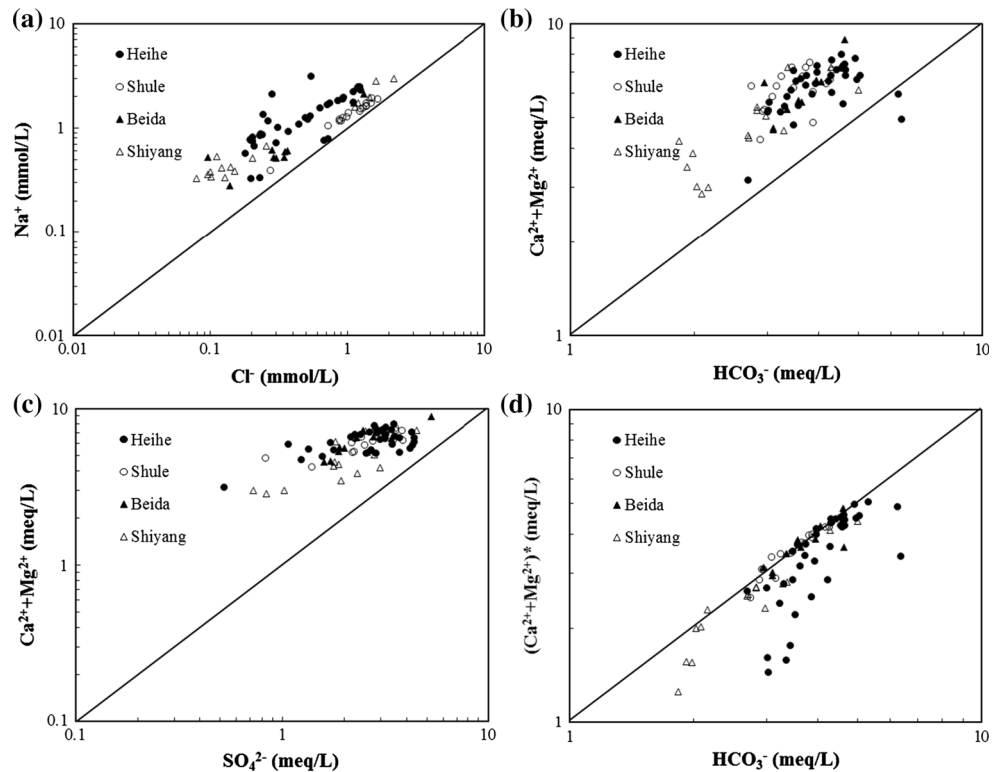 (a)
10
Heihe
Shule
Beida
Shiyang
1
0.1
0.01
Na⁺ (mmol/L)
0.01
0.1
1
10
Cl⁻ (mmol/L)
(b)
10
Heihe
Shule
Beida
Shiyang
1
Ca²⁺+Mg²⁺ (meq/L)
1
10
HCO₃⁻ (meq/L)
(c)
10
Heihe
Shule
Beida
Shiyang
1
0.1
Ca²⁺+Mg²⁺ (meq/L)
0.1
1
10
SO₄²⁻ (meq/L)
(d)
10
Heihe
Shule
Beida
Shiyang
1
(Ca²⁺+Mg²⁺)* (meq/L)
1
10
HCO₃⁻ (meq/L)